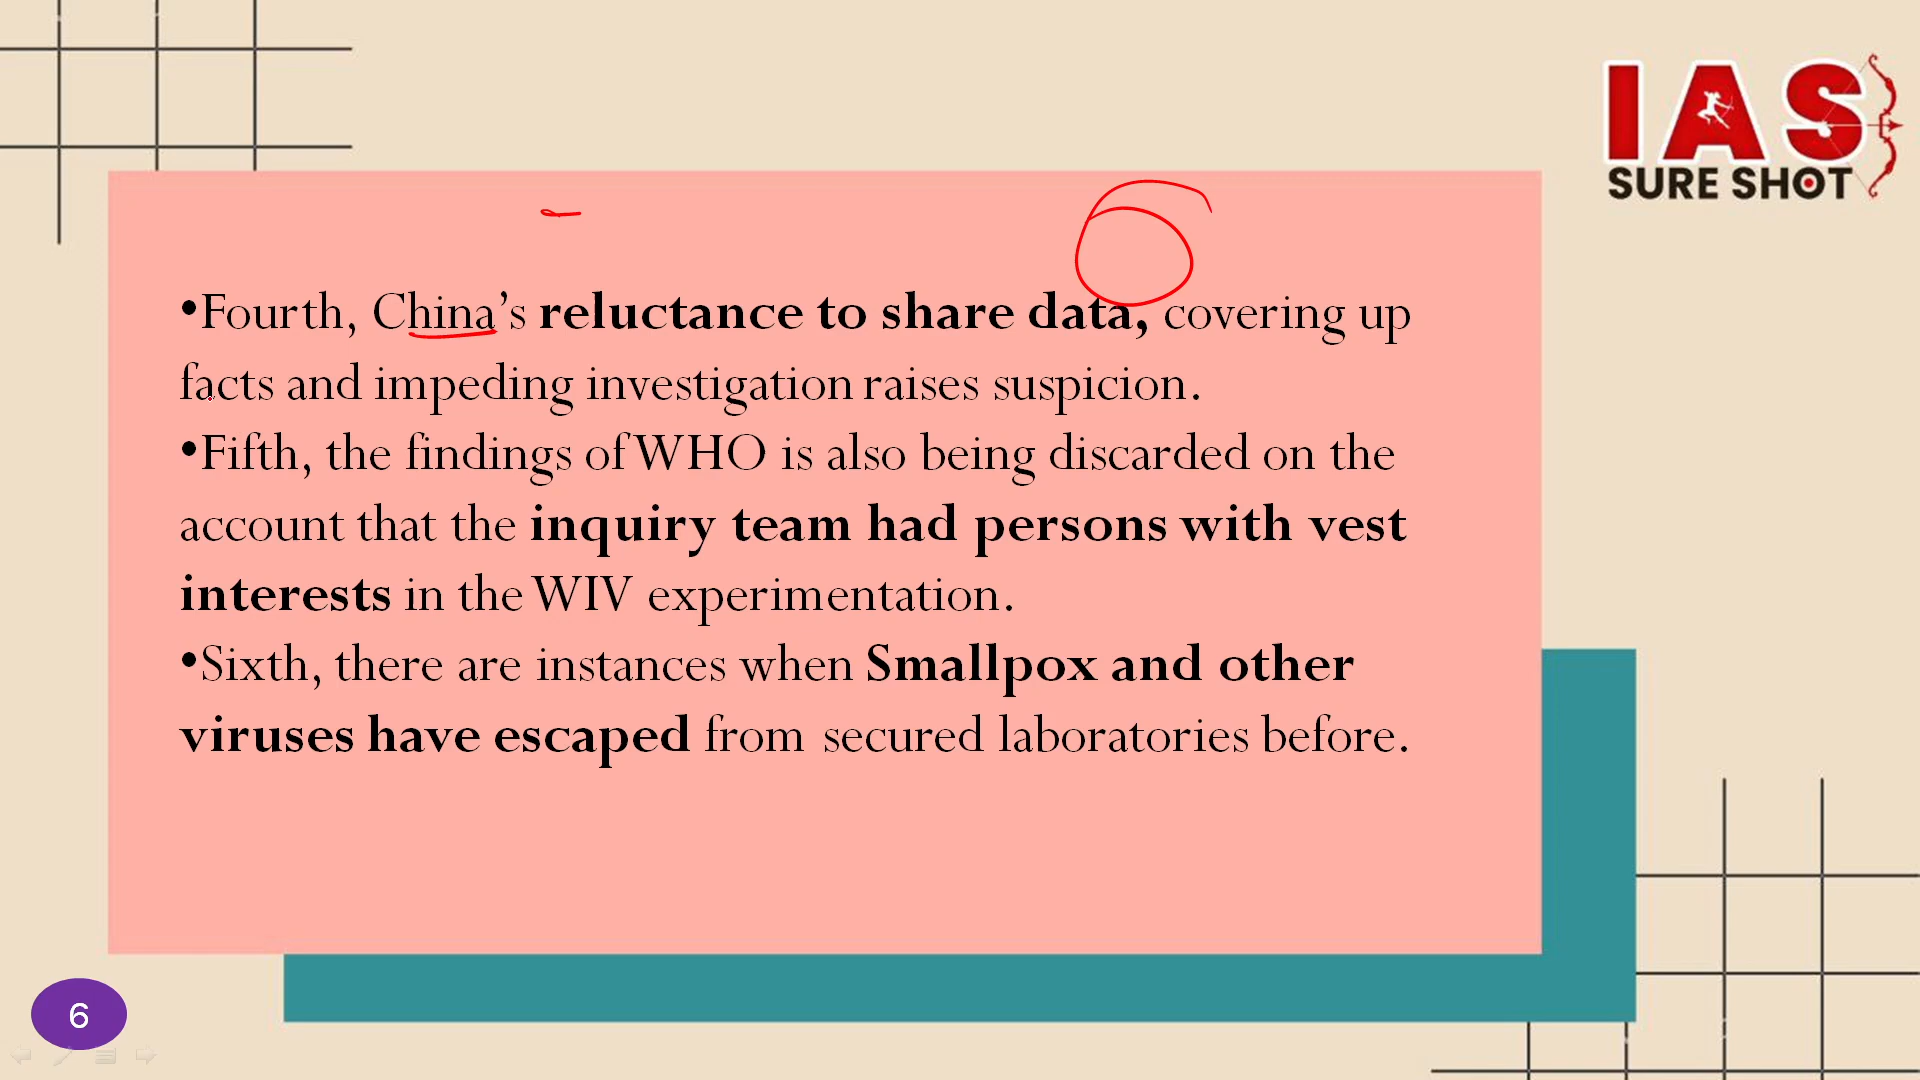 IAS
SURE SHOT
•Fourth, China's reluctance to share data, covering up
facts and impeding investigation raises suspicion.
•Fifth, the findings of WHO is also being discarded on the
account that the inquiry team had persons with vest
interests in the WIV experimentation.
•Sixth, there are instances when Smallpox and other
viruses have escaped from secured laboratories before.
6